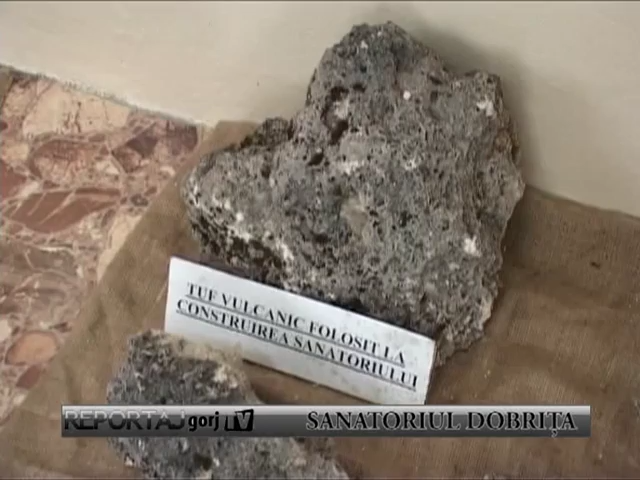 TUF VULCANIC FOLOSIT LA
CONSTRUIREA SANATORIULUI
REPORTAJ gorj TV SANATORIUL DOBRIȚA